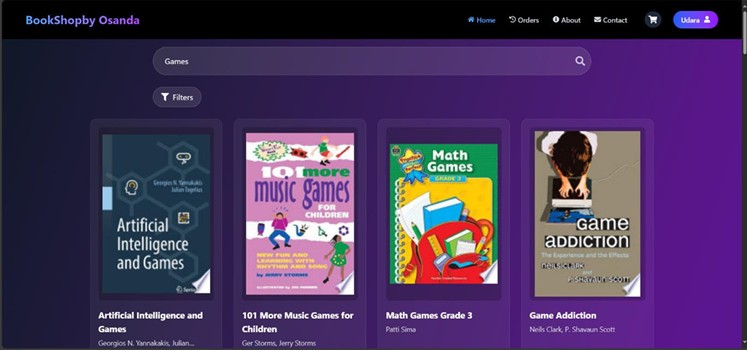 BookShopby Osanda
Home Orders About Contact Udara
Games
Filters
Georgios N. Yannakakis
Julian Togelius
Artificial
Intelligence
and Games
Springer
101 more
music games
FOR
CHILDREN
NEW FUN AND
LEARNING WITH
RHYTHM AND SONG
by JERRY STORMS
Math
Games
GRADE 3
GAME
ADDICTION
The Experience and the Effects
neils clark
and
P. SHAVAUN SCOTT
Artificial Intelligence and
Games
Georgios N. Yannakakis, Julian...
101 More Music Games for
Children
Ger Storms, Jerry Storms
Math Games Grade 3
Patti Sima
Game Addiction
Neils Clark, P. Shavaun Scott